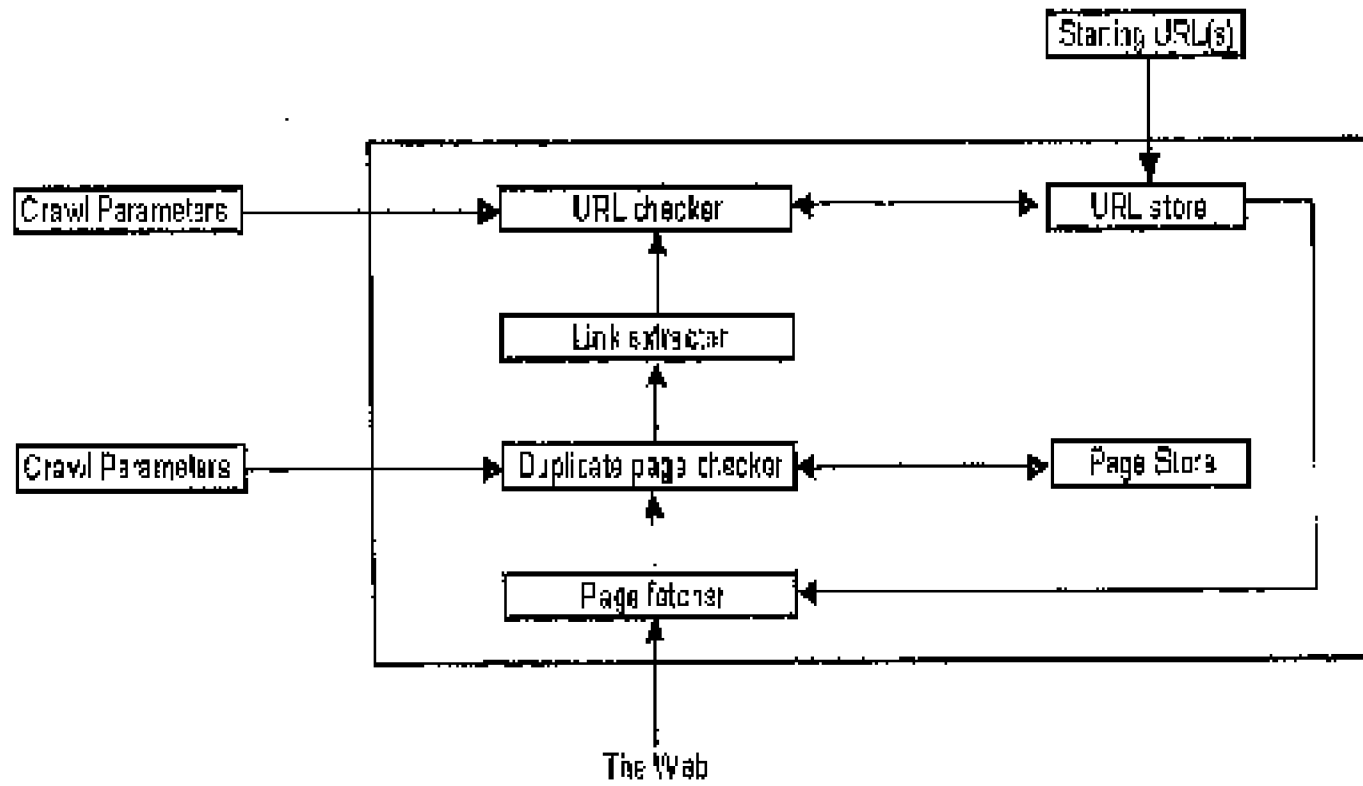 Starting URL(s)
Crawl Parameters
URL checker
URL store
Link extractor
Crawl Parameters
Duplicate page checker
Page Store
Page fetcher
The Web